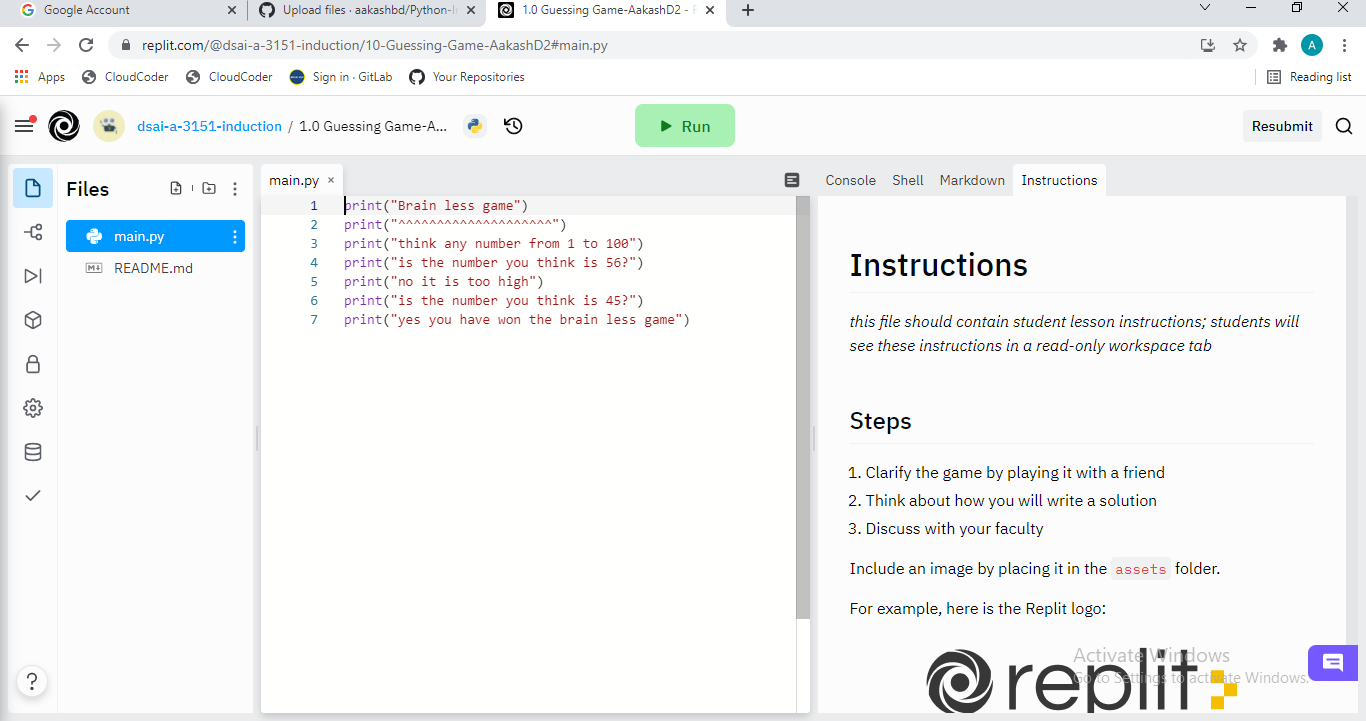 Google Account
Upload files · aakashbd/Python-I
1.0 Guessing Game-AakashD2 -
replit.com/@dsai-a-3151-induction/10-Guessing-Game-AakashD2#main.py
A
Apps
CloudCoder
CloudCoder
Sign in · GitLab
Your Repositories
Reading list
dsai-a-3151-induction / 1.0 Guessing Game-A...
Run
Resubmit
Files
main.py
README.md
main.py
1 print("Brain less game")
2 print("^^^^^^^^^^^^^^^^^^^^")
3 print("think any number from 1 to 100")
4 print("is the number you think is 56?")
5 print("no it is too high")
6 print("is the number you think is 45?")
7 print("yes you have won the brain less game")
Console Shell Markdown Instructions
Instructions
this file should contain student lesson instructions; students will
see these instructions in a read-only workspace tab
Steps
1. Clarify the game by playing it with a friend
2. Think about how you will write a solution
3. Discuss with your faculty
Include an image by placing it in the assets folder.
For example, here is the Replit logo:
replit
Activate Windows
Go to Settings to activate Windows.
?